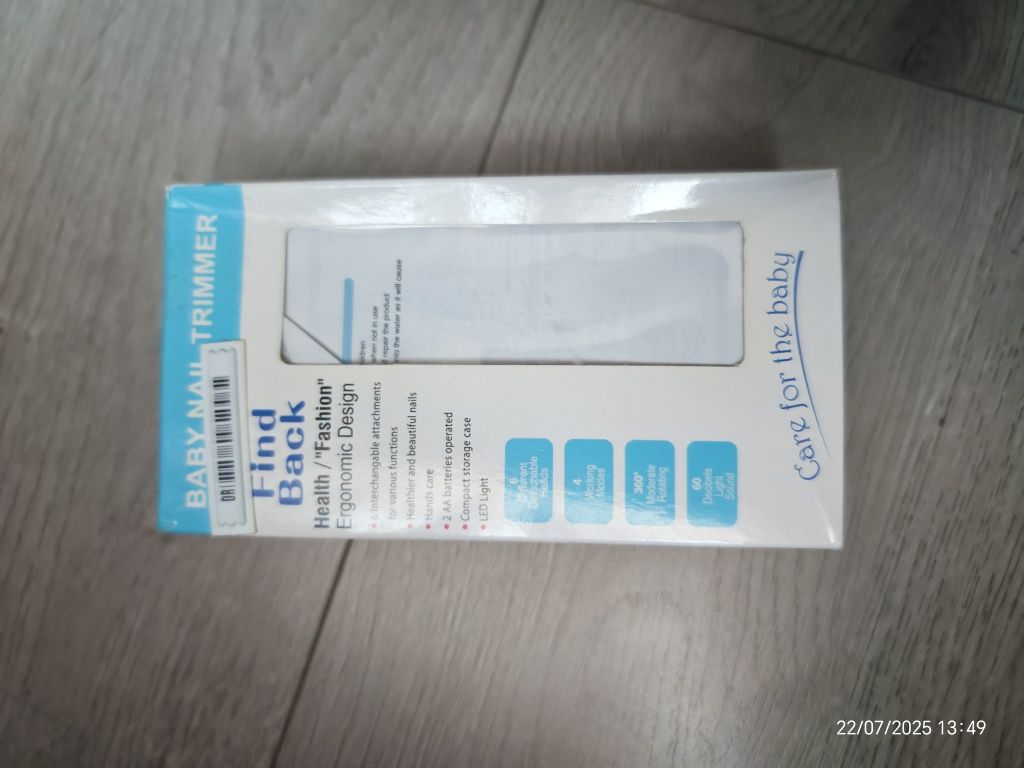 BABY NAIL TRIMMER
Find
Back
Health / "Fashion"
Ergonomic Design
6 Interchangable attachments
for various functions
Healthier and beautiful nails
Hands care
2 AA batteries operated
Compact storage case
LED Light
when not in use
repair the product
into the water as it will cause
6
Different
Detachable
Heads
4
Working
Modes
360°
Moderate
Rotating
60
Decibels
Light
Sound
Care for the baby
22/07/2025 13:49